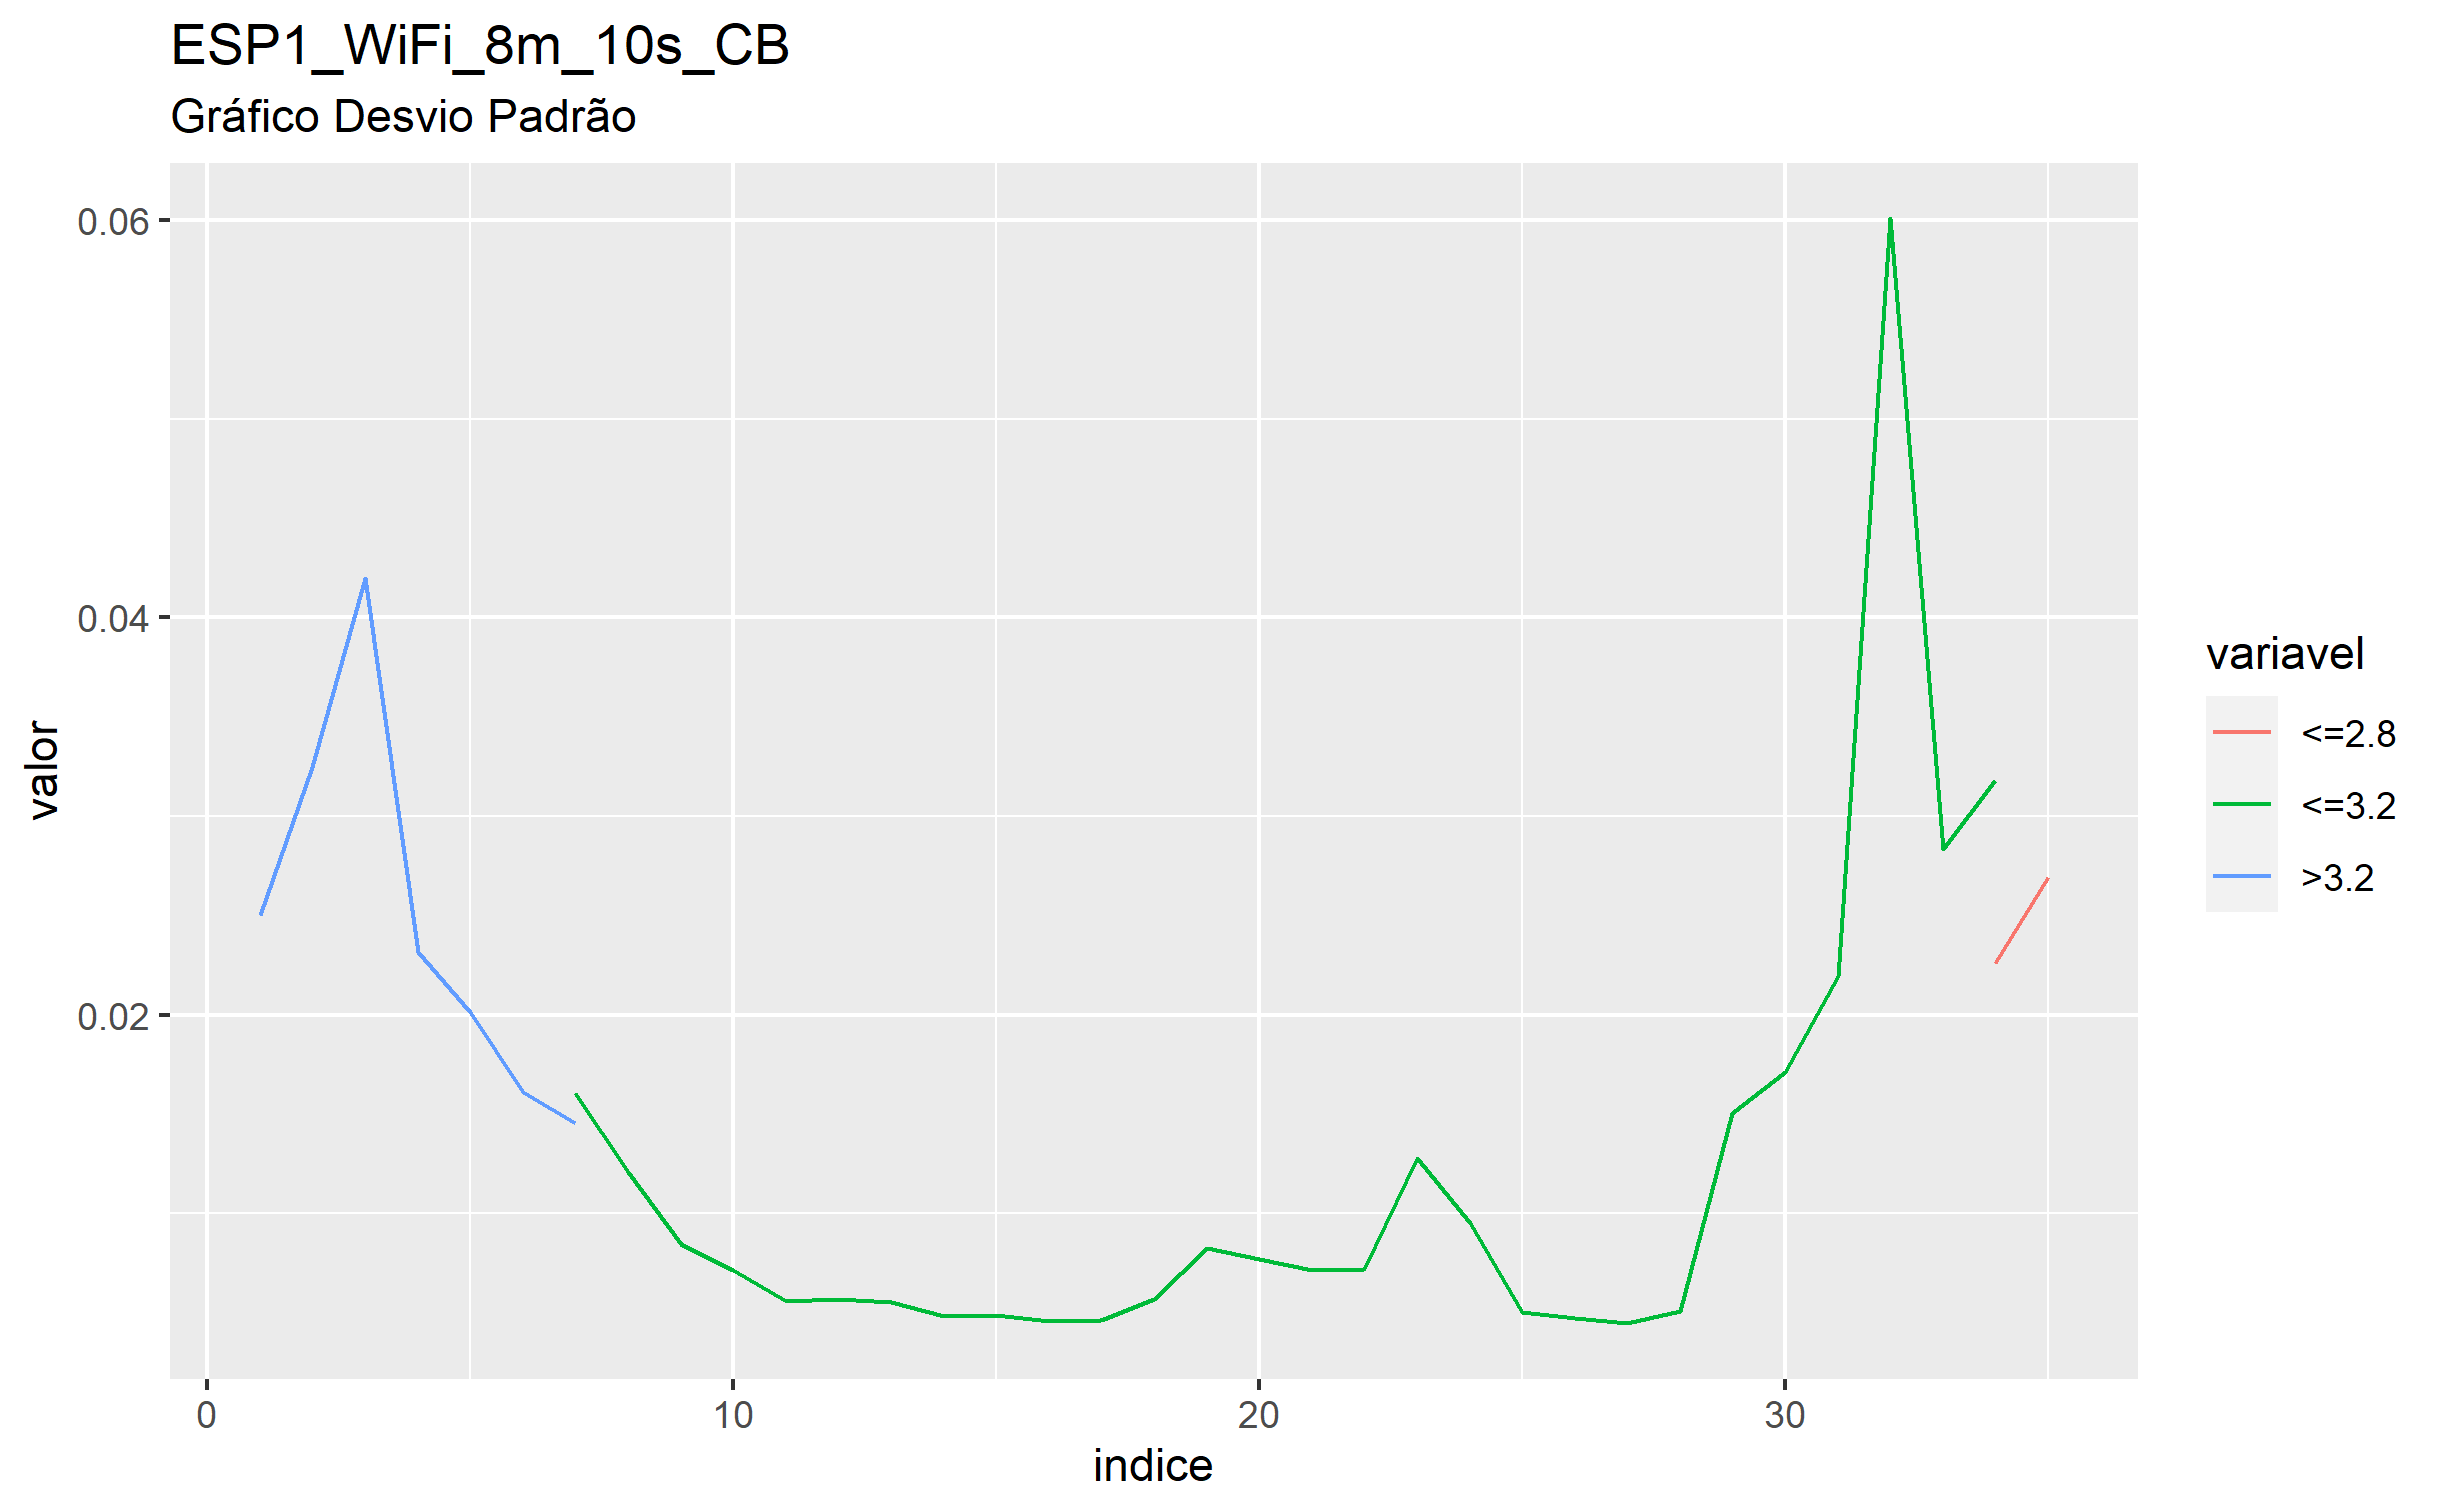 ESP1_WiFi_8m_10s_CB
Gráfico Desvio Padrão
0.06
0.04
0.02
valor
0 10 20 30
indice
variavel
<=2.8
<=3.2
>3.2